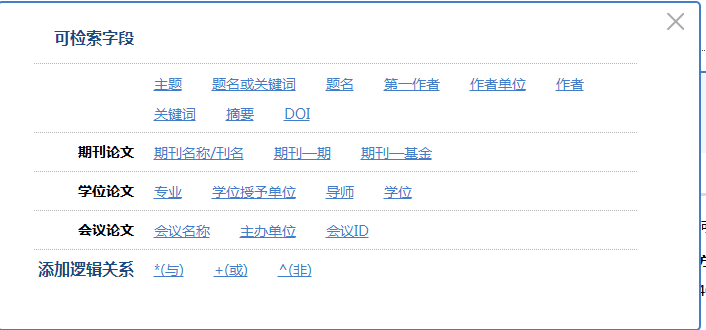 可检索字段
主题 题名或关键词 题名 第一作者 作者单位 作者
关键词 摘要 DOI
期刊论文 期刊名称/刊名 期刊—期 期刊—基金
学位论文 专业 学位授予单位 导师 学位
会议论文 会议名称 主办单位 会议ID
添加逻辑关系 *(与) +(或) ^(非)